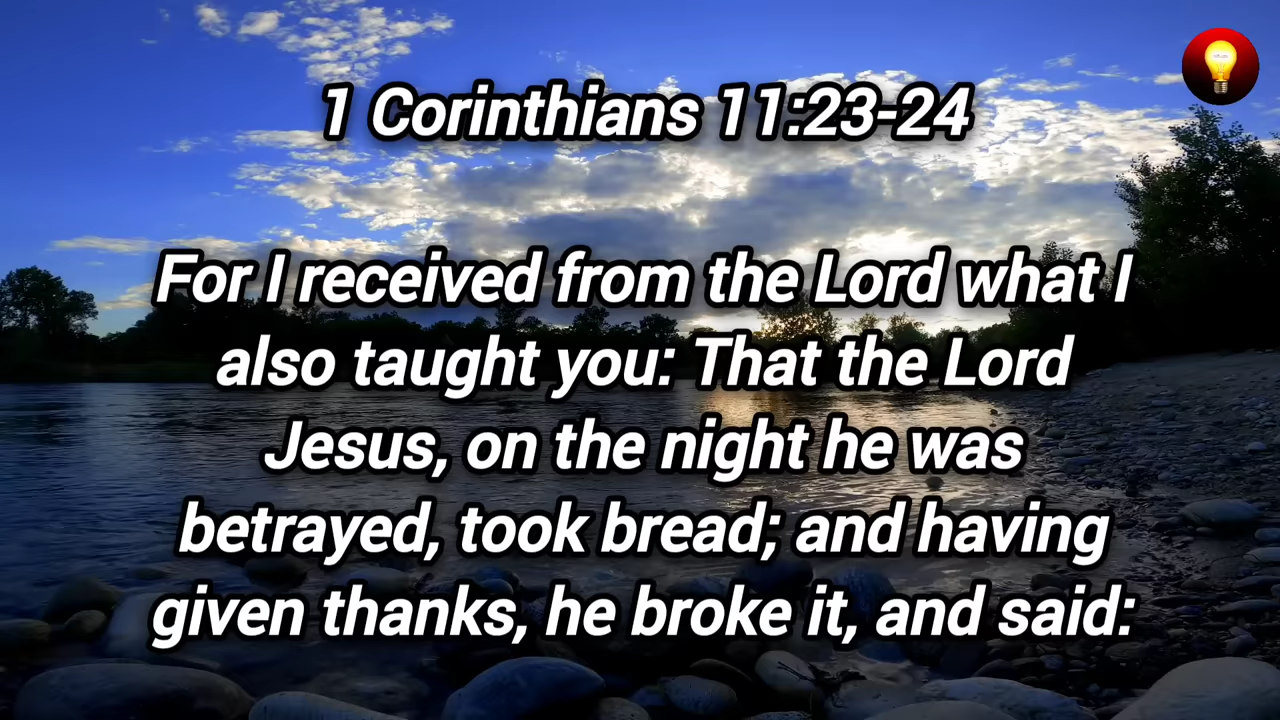 1 Corinthians 11:23-24
For I received from the Lord what I
also taught you: That the Lord
Jesus, on the night he was
betrayed, took bread; and having
given thanks, he broke it, and said: